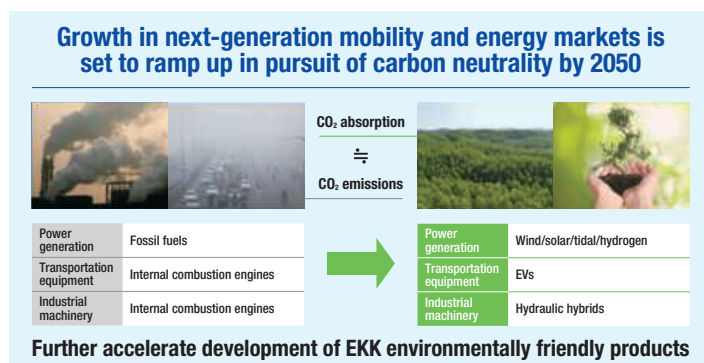 Growth in next-generation mobility and energy markets is
set to ramp up in pursuit of carbon neutrality by 2050
CO₂ absorption
≒
CO₂ emissions
Power
generation
Fossil fuels
Transportation
equipment
Internal combustion engines
Industrial
machinery
Internal combustion engines
Power
generation
Wind/solar/tidal/hydrogen
Transportation
equipment
EVs
Industrial
machinery
Hydraulic hybrids
Further accelerate development of EKK environmentally friendly products